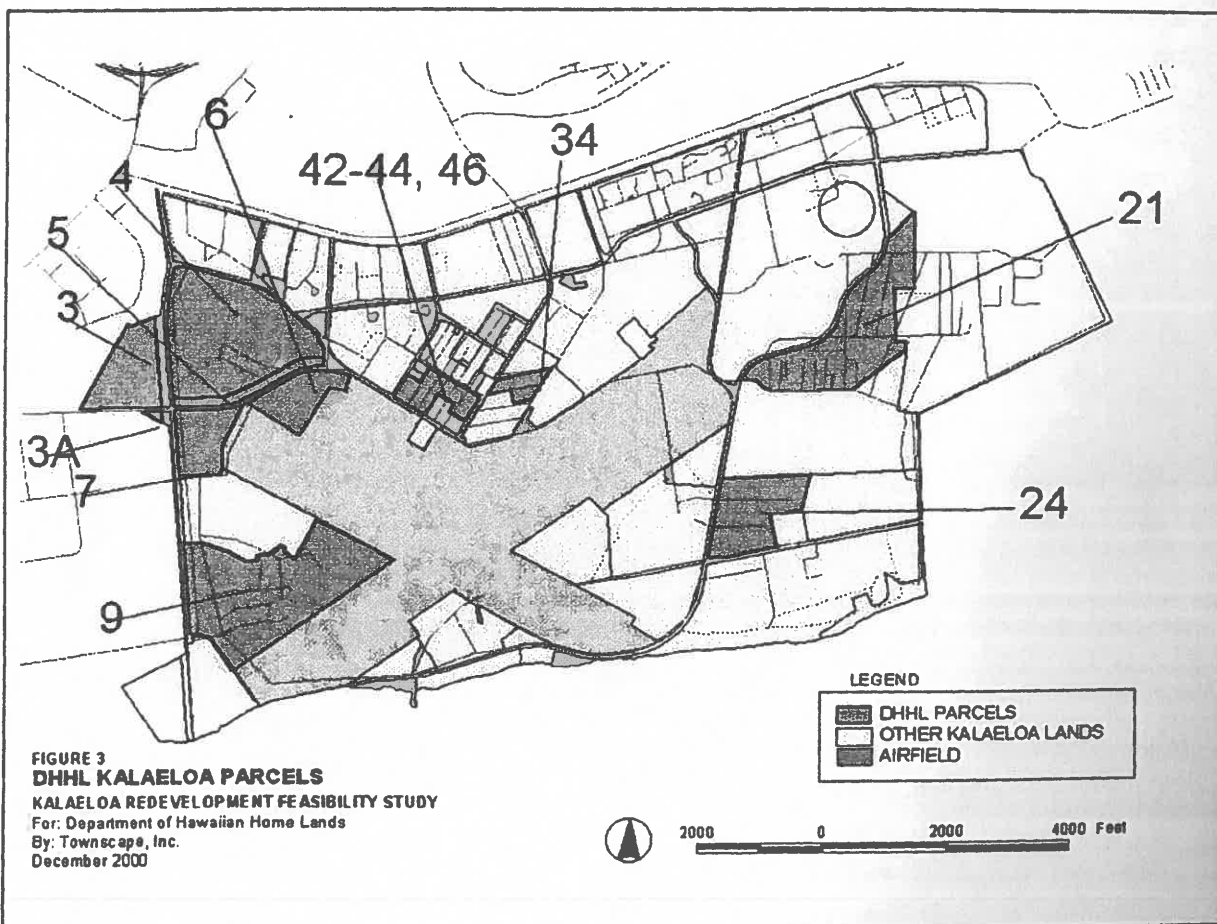 6
42-44, 46
34
4
21
5
3
3A
7
24
9
LEGEND
DHHL PARCELS
OTHER KALAELOA LANDS
AIRFIELD
FIGURE 3
DHHL KALAELOA PARCELS
KALAELOA REDEVELOPMENT FEASIBILITY STUDY
For: Department of Hawaiian Home Lands
By: Townscape, Inc.
December 2000
2000 0 2000 4000 Feet